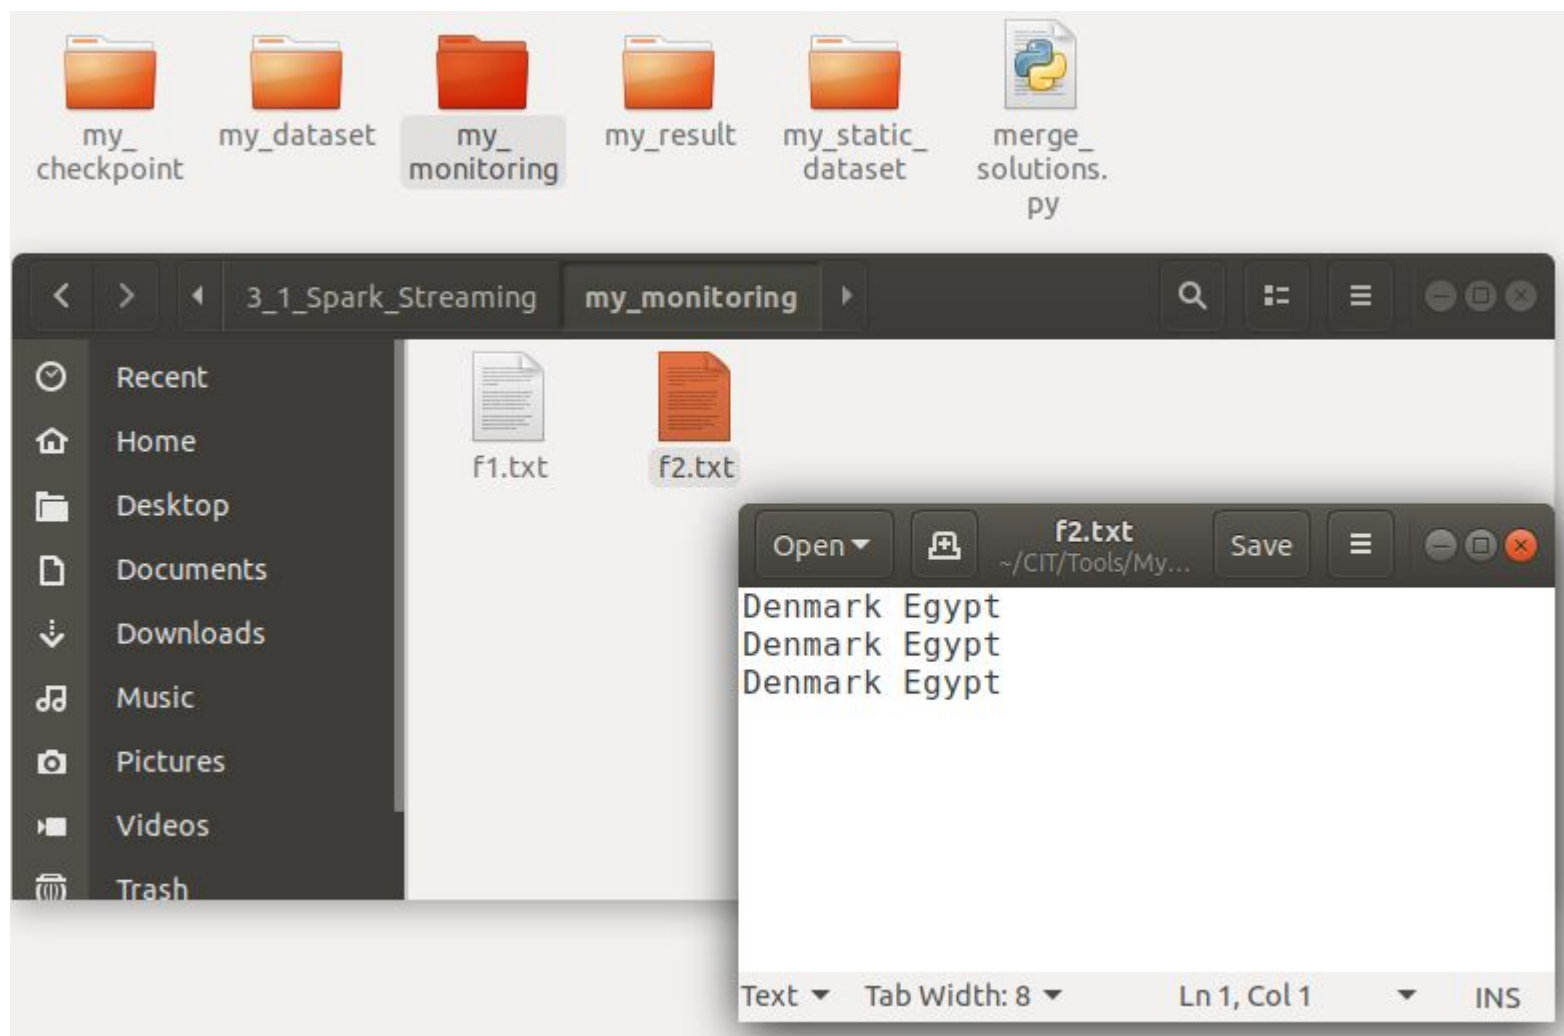 my_
checkpoint
my_dataset
my_
monitoring
my_result
my_static_
dataset
merge_
solutions.
py
3_1_Spark_Streaming
my_monitoring
Recent
Home
Desktop
Documents
Downloads
Music
Pictures
Videos
Trash
f1.txt
f2.txt
Open
f2.txt
~/CIT/Tools/My...
Save
Denmark Egypt
Denmark Egypt
Denmark Egypt
Text
Tab Width: 8
Ln 1, Col 1
INS